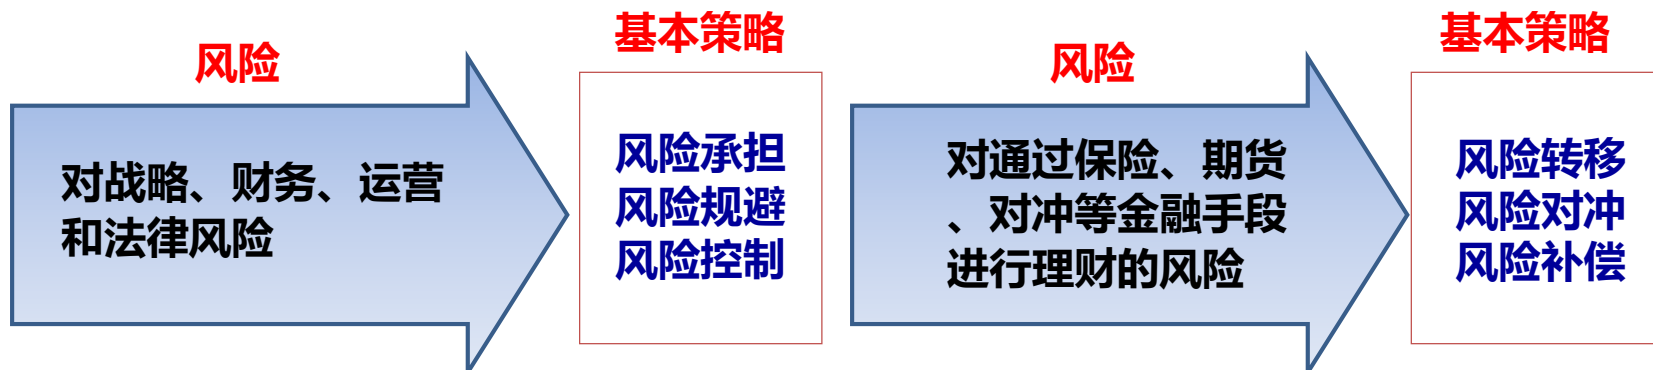 风险
对战略、财务、运营
和法律风险
基本策略
风险承担
风险规避
风险控制
风险
对通过保险、期货
、对冲等金融手段
进行理财的风险
基本策略
风险转移
风险对冲
风险补偿